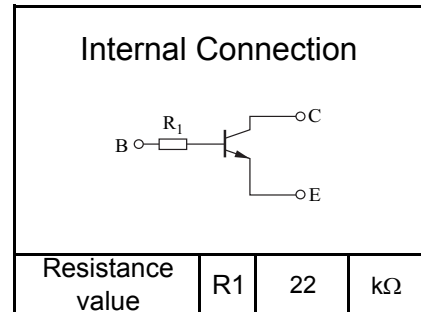 Internal Connection
C
R1
B
E
Resistance value R1 22 kΩ